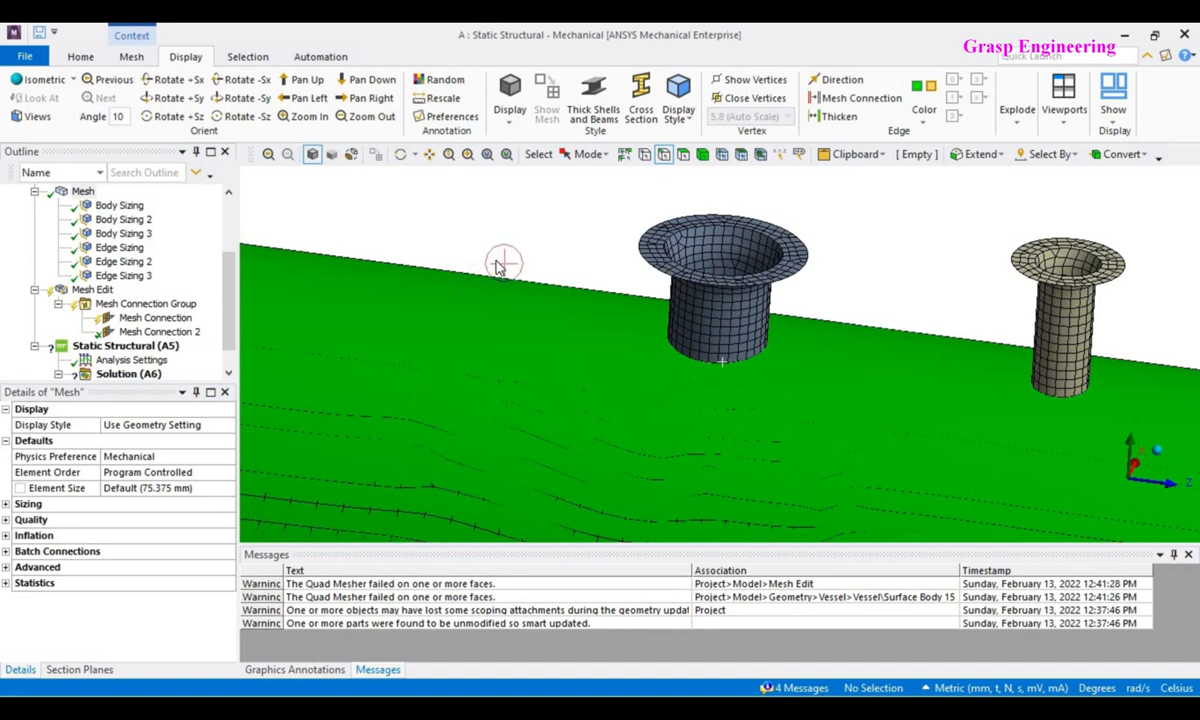 Context
A : Static Structural - Mechanical [ANSYS Mechanical Enterprise]
Grasp Engineering
File Home Mesh Display Selection Automation
Quick Launch
Isometric Previous Rotate +Sx Rotate -Sx Pan Up Pan Down Random
Look At Next Rotate +Sy Rotate -Sy Pan Left Pan Right Rescale
Views Angle 10 Rotate +Sz Rotate -Sz Zoom In Zoom Out Preferences
Display Show Mesh Thick Shells and Beams Cross Section Display Style
Show Vertices
Close Vertices
5.8 (Auto Scale)
Direction
Mesh Connection
Thicken
Color Explode Viewports Show
Orient Annotation Style Vertex Edge Display
Outline
Select Mode Clipboard [ Empty ] Extend Select By Convert
Name Search Outline
Mesh
Body Sizing
Body Sizing 2
Body Sizing 3
Edge Sizing
Edge Sizing 2
Edge Sizing 3
Mesh Edit
Mesh Connection Group
Mesh Connection
Mesh Connection 2
Static Structural (A5)
Analysis Settings
Solution (A6)
Details of "Mesh"
Display
Display Style Use Geometry Setting
Defaults
Physics Preference Mechanical
Element Order Program Controlled
Element Size Default (75.375 mm)
Sizing
Quality
Inflation
Batch Connections
Advanced
Statistics
X
Z
Messages
Text Association Timestamp
Warninc The Quad Mesher failed on one or more faces. Project>Model>Mesh Edit Sunday, February 13, 2022 12:41:28 PM
Warninc The Quad Mesher failed on one or more faces. Project>Model>Geometry>Vessel>Vessel\Surface Body 15 Sunday, February 13, 2022 12:41:26 PM
Warninc One or more objects may have lost some scoping attachments during the geometry updat Project Sunday, February 13, 2022 12:37:46 PM
Warninc One or more parts were found to be unmodified so smart updated. Sunday, February 13, 2022 12:37:46 PM
Details Section Planes Graphics Annotations Messages
4 Messages No Selection Metric (mm, t, N, s, mV, mA) Degrees rad/s Celsius